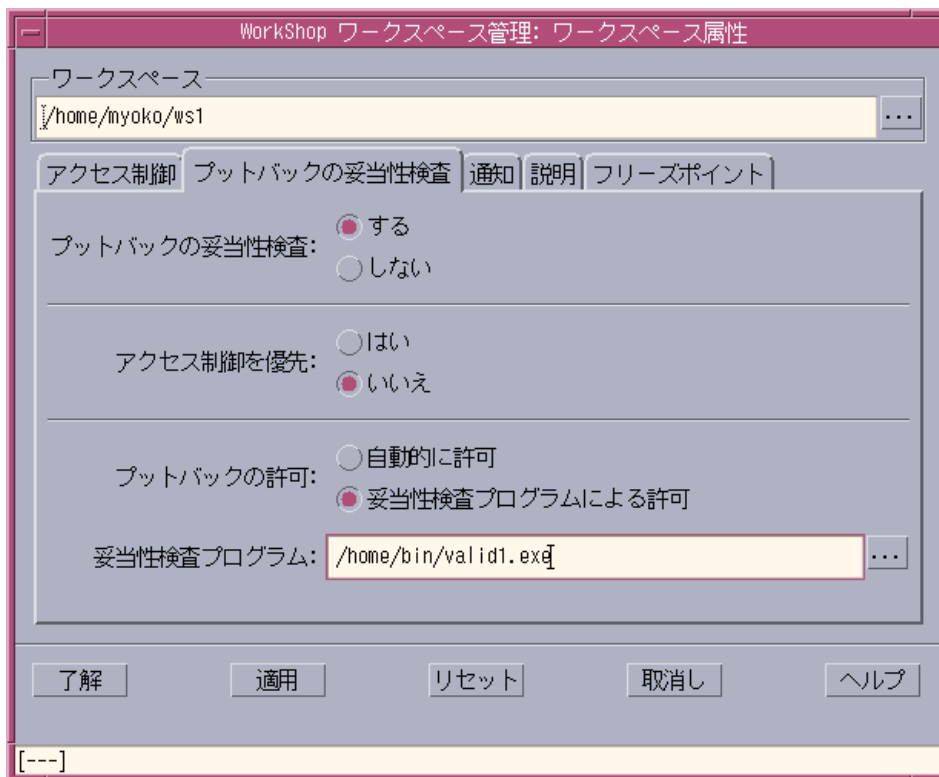 WorkShop ワークスペース管理: ワークスペース属性
ワークスペース
/home/myoko/ws1
...
アクセス制御 プットバックの妥当性検査 通知 説明 フリーズポイント
プットバックの妥当性検査:
する
しない
アクセス制御を優先:
はい
いいえ
プットバックの許可:
自動的に許可
妥当性検査プログラムによる許可
妥当性検査プログラム: /home/bin/valid1.exe ...
了解 適用 リセット 取消し ヘルプ
[---]